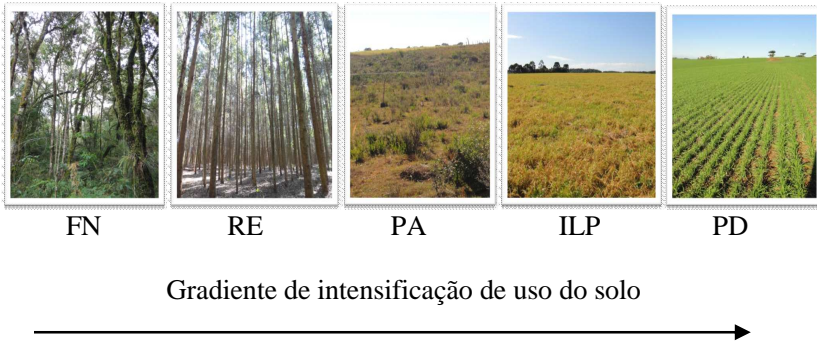 FN RE PA ILP PD
Gradiente de intensificação de uso do solo